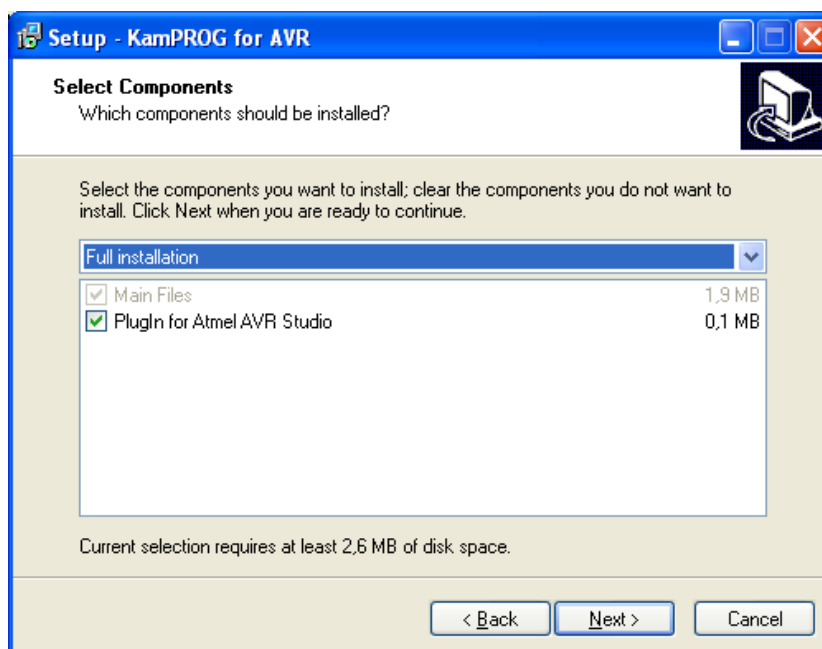 Setup - KamPROG for AVR
Select Components
Which components should be installed?
Select the components you want to install; clear the components you do not want to
install. Click Next when you are ready to continue.
Full installation
Main Files 1,9 MB
PlugIn for Atmel AVR Studio 0,1 MB
Current selection requires at least 2,6 MB of disk space.
< Back Next > Cancel